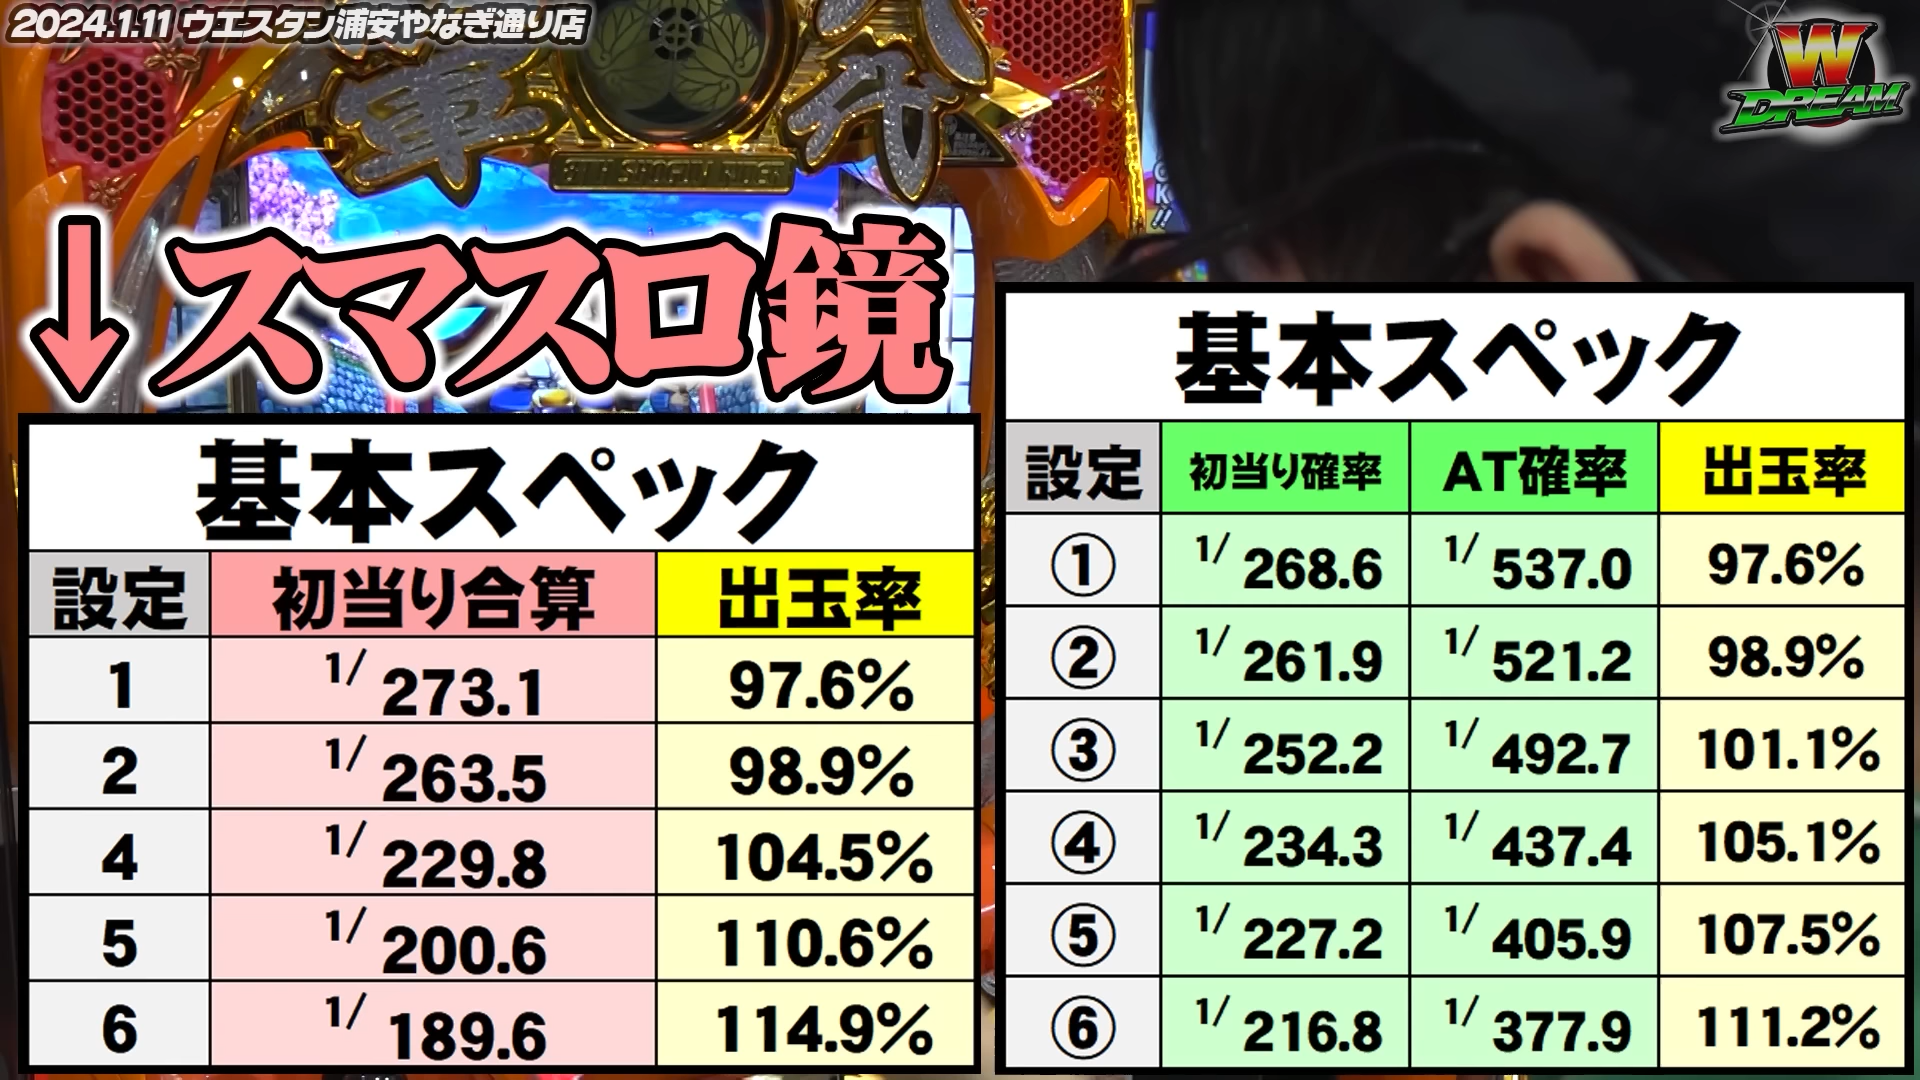 2024.1.11 ウエスタン浦安やなぎ通り店
W
DREAM
軍 八代
8TH SHOGUN RIDER
↓スマスロ鏡
基本スペック
設定 初当り合算 出玉率
1 1/273.1 97.6%
2 1/263.5 98.9%
4 1/229.8 104.5%
5 1/200.6 110.6%
6 1/189.6 114.9%
基本スペック
設定 初当り確率 AT確率 出玉率
① 1/268.6 1/537.0 97.6%
② 1/261.9 1/521.2 98.9%
③ 1/252.2 1/492.7 101.1%
④ 1/234.3 1/437.4 105.1%
⑤ 1/227.2 1/405.9 107.5%
⑥ 1/216.8 1/377.9 111.2%